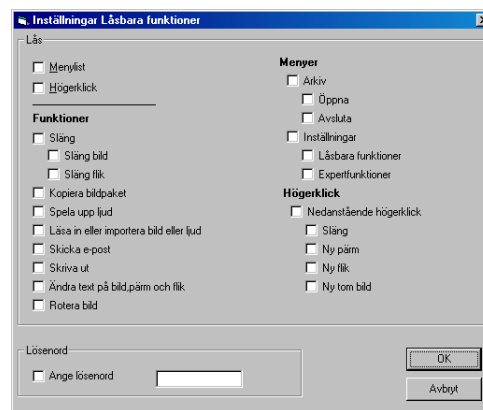 Inställningar Låsbara funktioner
Lås
Menylist
Högerklick
Funktioner
Släng
Släng bild
Släng flik
Kopiera bildpaket
Spela upp ljud
Läsa in eller importera bild eller ljud
Skicka e-post
Skriva ut
Ändra text på bild,pärm och flik
Rotera bild
Menyer
Arkiv
Öppna
Avsluta
Inställningar
Låsbara funktioner
Expertfunktioner
Högerklick
Nedanstående högerklick
Släng
Ny pärm
Ny flik
Ny tom bild
Lösenord
Ange lösenord
OK
Avbryt